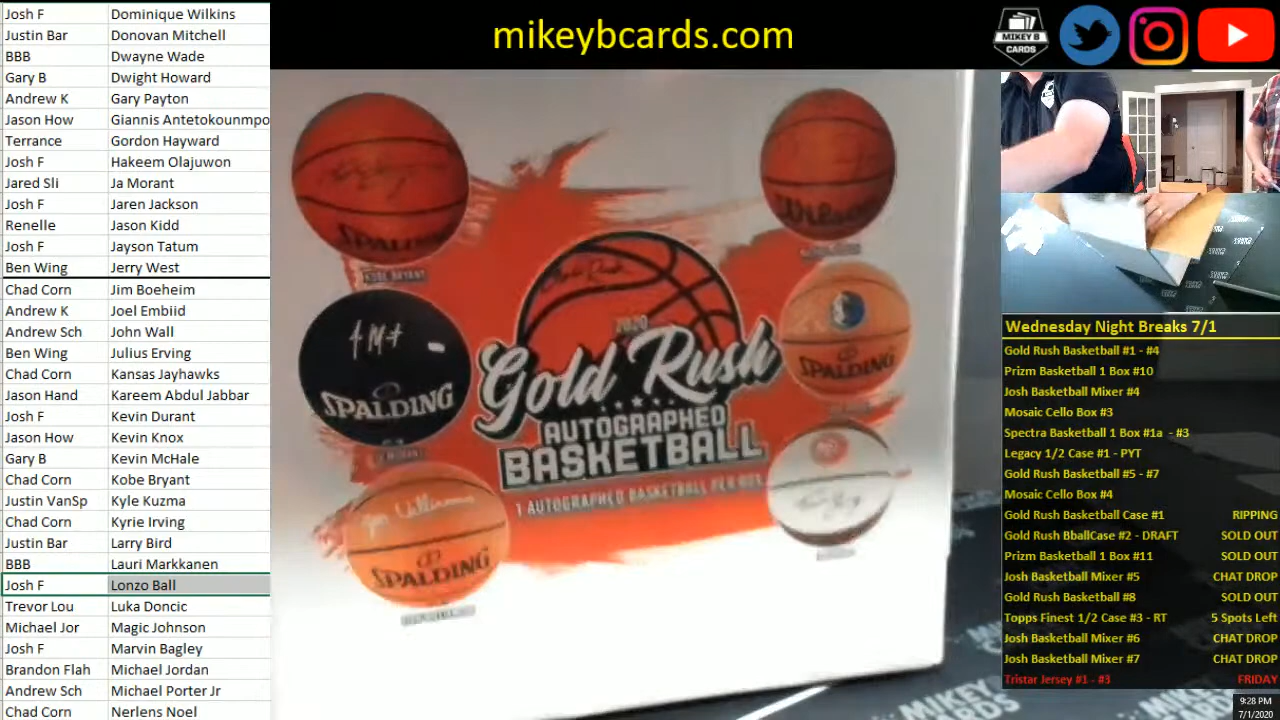 Josh F Dominique Wilkins
Justin Bar Donovan Mitchell
BBB Dwayne Wade
Gary B Dwight Howard
Andrew K Gary Payton
Jason How Giannis Antetokounmpo
Terrance Gordon Hayward
Josh F Hakeem Olajuwon
Jared Sli Ja Morant
Josh F Jaren Jackson
Renelle Jason Kidd
Josh F Jayson Tatum
Ben Wing Jerry West
Chad Corn Jim Boeheim
Andrew K Joel Embiid
Andrew Sch John Wall
Ben Wing Julius Erving
Chad Corn Kansas Jayhawks
Jason Hand Kareem Abdul Jabbar
Josh F Kevin Durant
Jason How Kevin Knox
Gary B Kevin McHale
Chad Corn Kobe Bryant
Justin VanSp Kyle Kuzma
Chad Corn Kyrie Irving
Justin Bar Larry Bird
BBB Lauri Markkanen
Josh F Lonzo Ball
Trevor Lou Luka Doncic
Michael Jor Magic Johnson
Josh F Marvin Bagley
Brandon Flah Michael Jordan
Andrew Sch Michael Porter Jr
Chad Corn Nerlens Noel
mikeybcards.com
MIKEY B
CARDS
SPALDING
KOBE BRYANT
Wilson
SPALDING
SPALDING
SPALDING
2020
Gold Rush
AUTOGRAPHED
BASKETBALL
1 AUTOGRAPHED BASKETBALL PER BOX
MIKEY B
CARDS
Wednesday Night Breaks 7/1
Gold Rush Basketball #1 - #4
Prizm Basketball 1 Box #10
Josh Basketball Mixer #4
Mosaic Cello Box #3
Spectra Basketball 1 Box #1a - #3
Legacy 1/2 Case #1 - PYT
Gold Rush Basketball #5 - #7
Mosaic Cello Box #4
Gold Rush Basketball Case #1 RIPPING
Gold Rush BballCase #2 - DRAFT SOLD OUT
Prizm Basketball 1 Box #11 SOLD OUT
Josh Basketball Mixer #5 CHAT DROP
Gold Rush Basketball #8 SOLD OUT
Topps Finest 1/2 Case #3 - RT 5 Spots Left
Josh Basketball Mixer #6 CHAT DROP
Josh Basketball Mixer #7 CHAT DROP
Tristar Jersey #1 - #3 FRIDAY
9:28 PM
7/1/2020